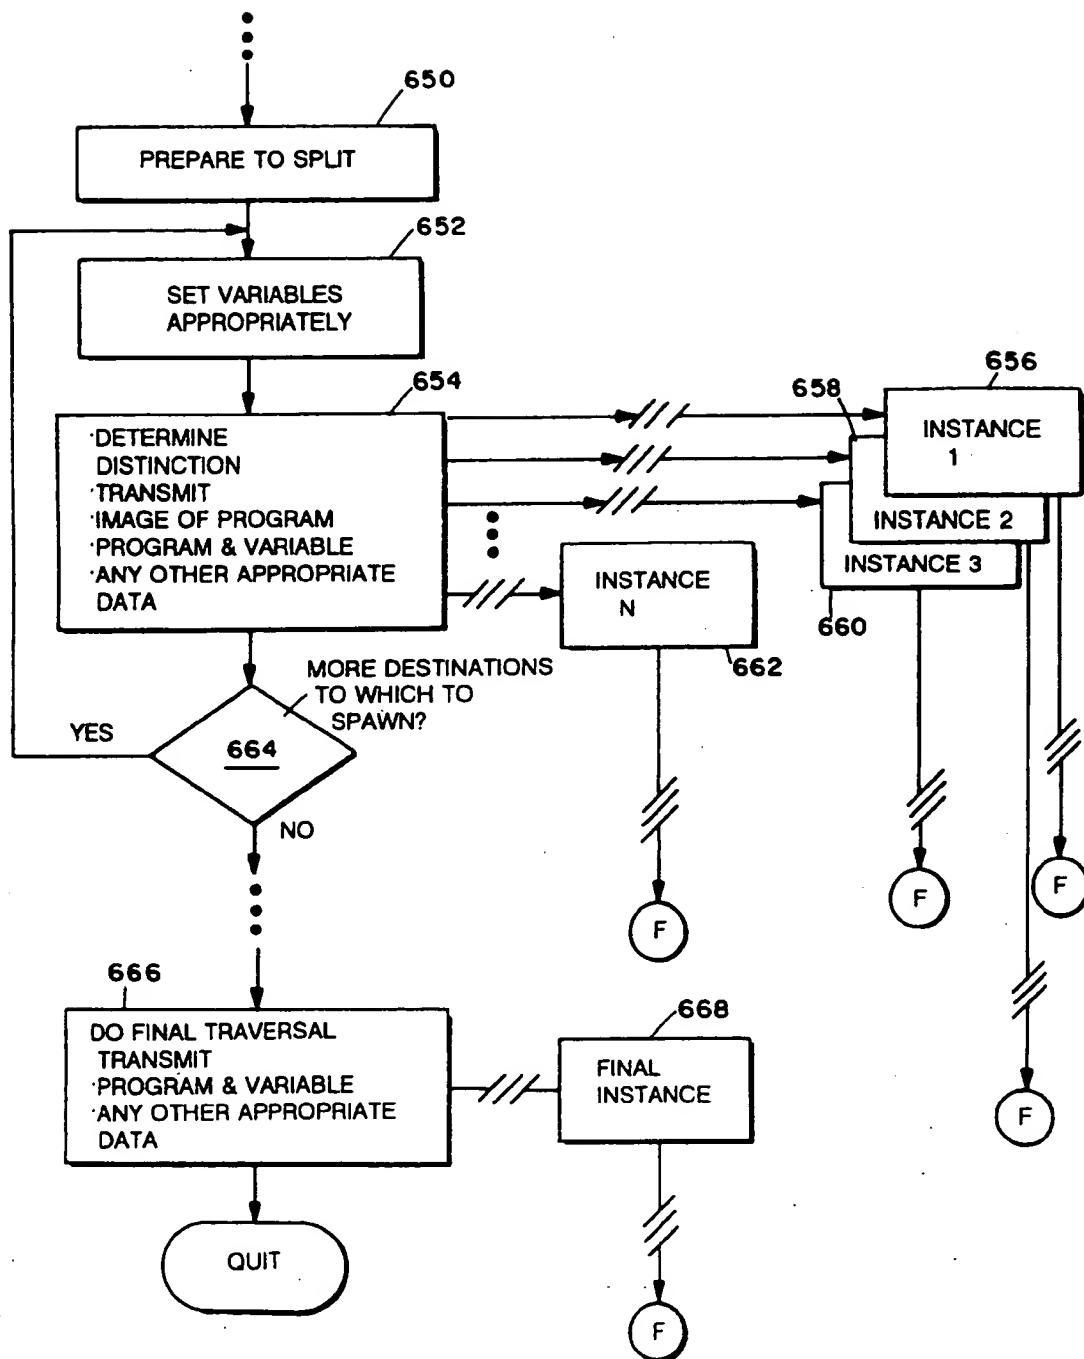 650
PREPARE TO SPLIT
652
SET VARIABLES
APPROPRIATELY
654
·DETERMINE
DISTINCTION
·TRANSMIT
·IMAGE OF PROGRAM
·PROGRAM & VARIABLE
·ANY OTHER APPROPRIATE
DATA
656
INSTANCE
1
658
INSTANCE 2
INSTANCE 3
660
INSTANCE
N
662
MORE DESTINATIONS
TO WHICH TO
SPAWN?
YES
664
NO
F
F
F
F
666
DO FINAL TRAVERSAL
TRANSMIT
·PROGRAM & VARIABLE
·ANY OTHER APPROPRIATE
DATA
668
FINAL
INSTANCE
QUIT
F